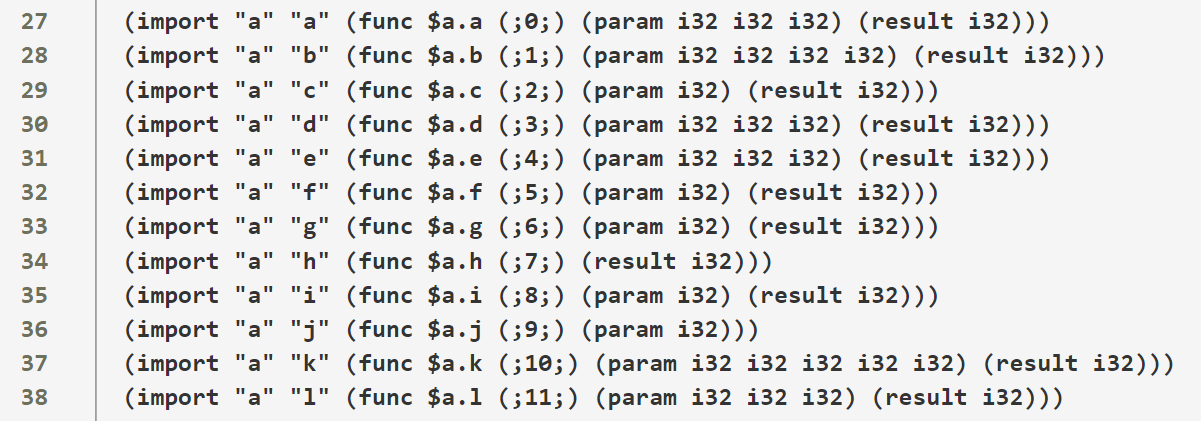 27 (import "a" "a" (func $a.a (;0;) (param i32 i32 i32) (result i32)))
28 (import "a" "b" (func $a.b (;1;) (param i32 i32 i32 i32) (result i32)))
29 (import "a" "c" (func $a.c (;2;) (param i32) (result i32)))
30 (import "a" "d" (func $a.d (;3;) (param i32 i32 i32) (result i32)))
31 (import "a" "e" (func $a.e (;4;) (param i32 i32 i32) (result i32)))
32 (import "a" "f" (func $a.f (;5;) (param i32) (result i32)))
33 (import "a" "g" (func $a.g (;6;) (param i32) (result i32)))
34 (import "a" "h" (func $a.h (;7;) (result i32)))
35 (import "a" "i" (func $a.i (;8;) (param i32) (result i32)))
36 (import "a" "j" (func $a.j (;9;) (param i32)))
37 (import "a" "k" (func $a.k (;10;) (param i32 i32 i32 i32 i32) (result i32)))
38 (import "a" "l" (func $a.l (;11;) (param i32 i32 i32) (result i32)))